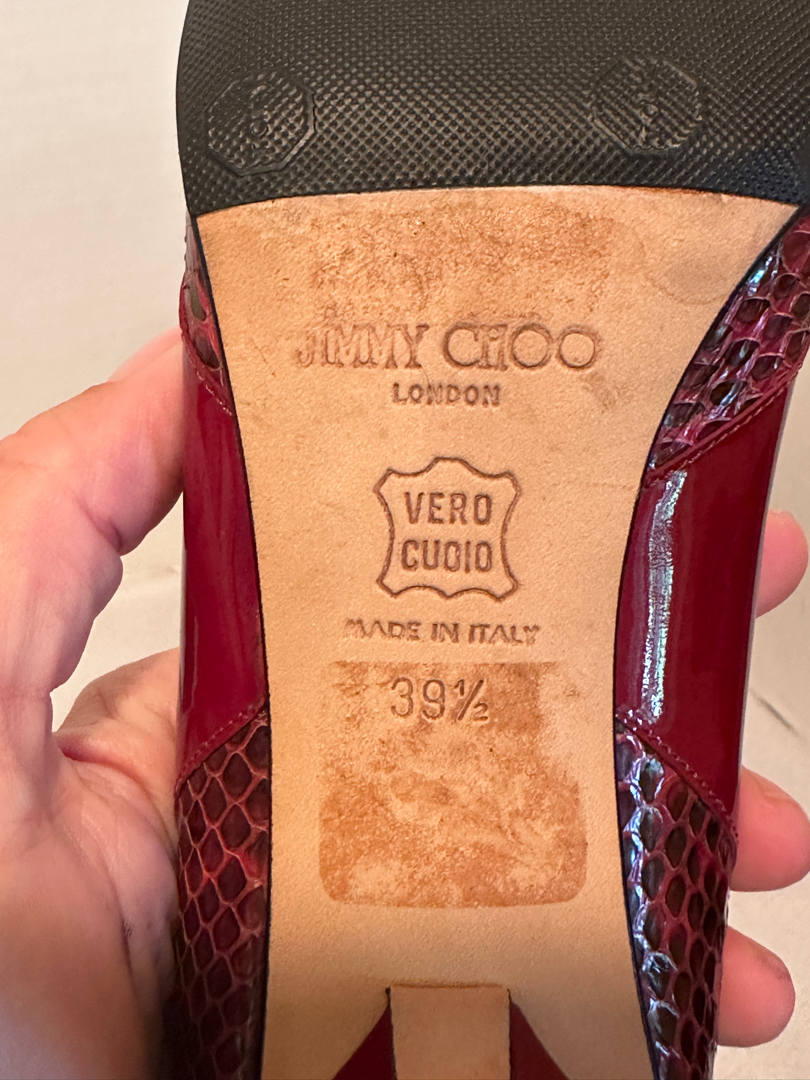 JIMMY CHOO
LONDON
VERO
CUOIO
MADE IN ITALY
39½